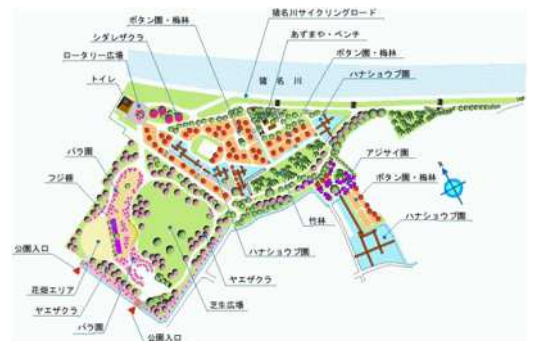 ボタン園・梅林
猪名川サイクリングロード
シダレザクラ
あずまや・ベンチ
ロータリー広場
ボタン園・梅林
トイレ
猪名川
ハナショウブ園
バラ園
アジサイ園
フジ棚
ボタン園・梅林
竹林
ハナショウブ園
公園入口
ハナショウブ園
花畑エリア
ヤエザクラ
ヤエザクラ
芝生広場
バラ園
公園入口